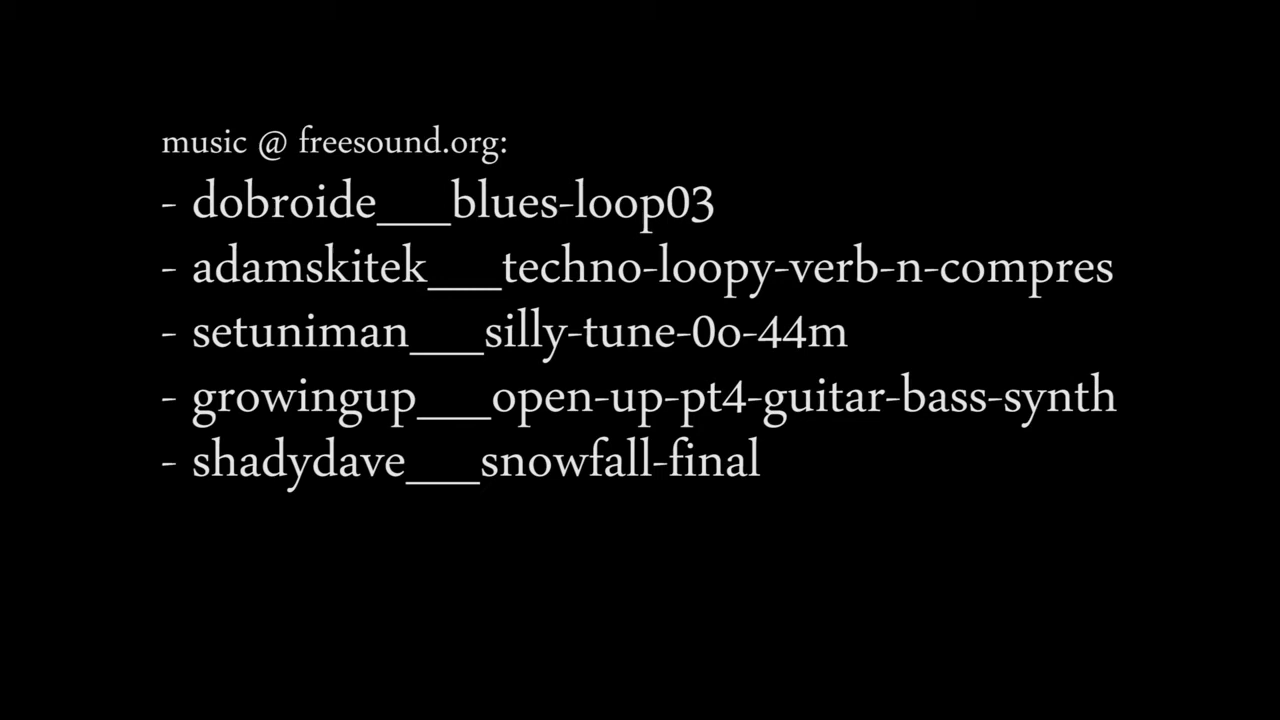 music @ freesound.org:
- dobroide___blues-loop03
- adamskitek___techno-loopy-verb-n-compres
- setuniman___silly-tune-0o-44m
- growingup___open-up-pt4-guitar-bass-synth
- shadydave___snowfall-final